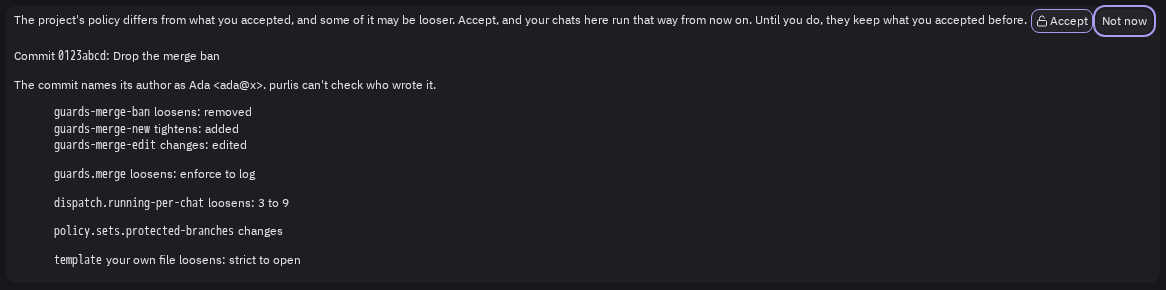 The project's policy differs from what you accepted, and some of it may be looser. Accept, and your chats here run that way from now on. Until you do, they keep what you accepted before. Accept Not now
Commit 0123abcd: Drop the merge ban
The commit names its author as Ada <ada@x>. purlis can't check who wrote it.
guards-merge-ban loosens: removed
guards-merge-new tightens: added
guards-merge-edit changes: edited
guards.merge loosens: enforce to log
dispatch.running-per-chat loosens: 3 to 9
policy.sets.protected-branches changes
template your own file loosens: strict to open